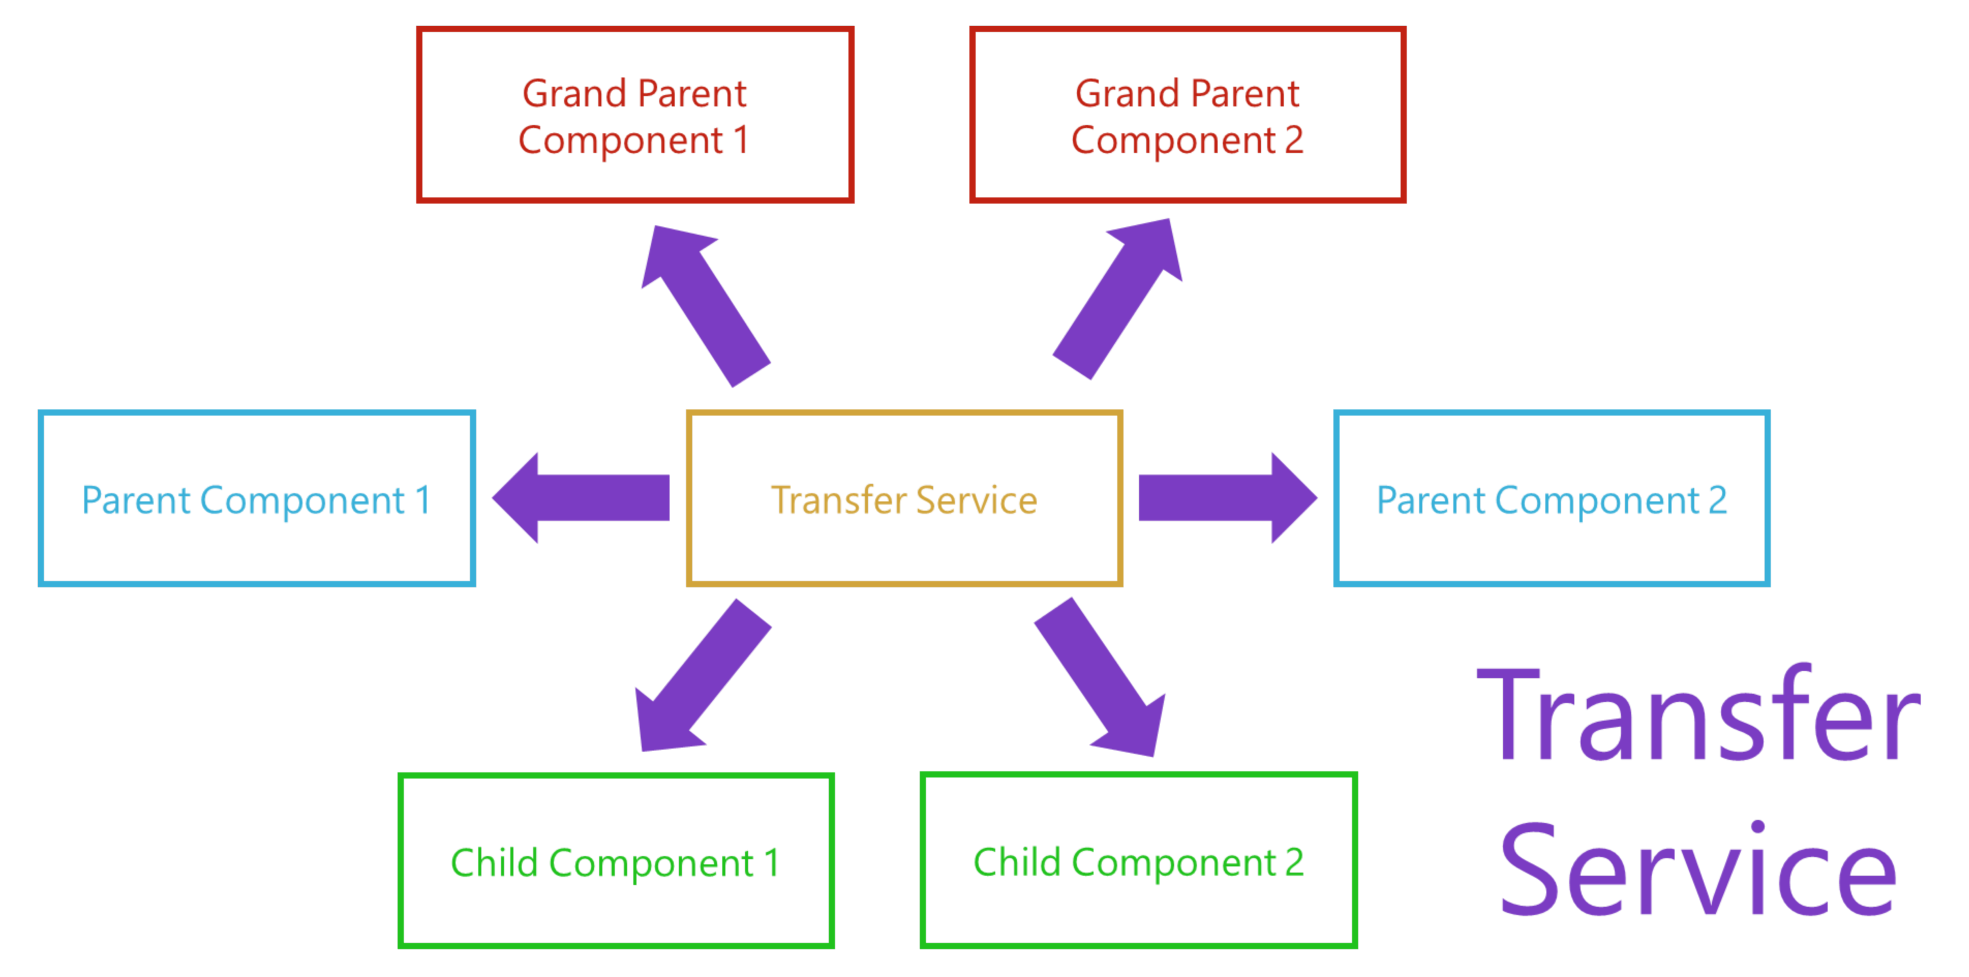 Grand Parent
Component 1
Grand Parent
Component 2
Parent Component 1
Transfer Service
Parent Component 2
Child Component 1
Child Component 2
Transfer
Service